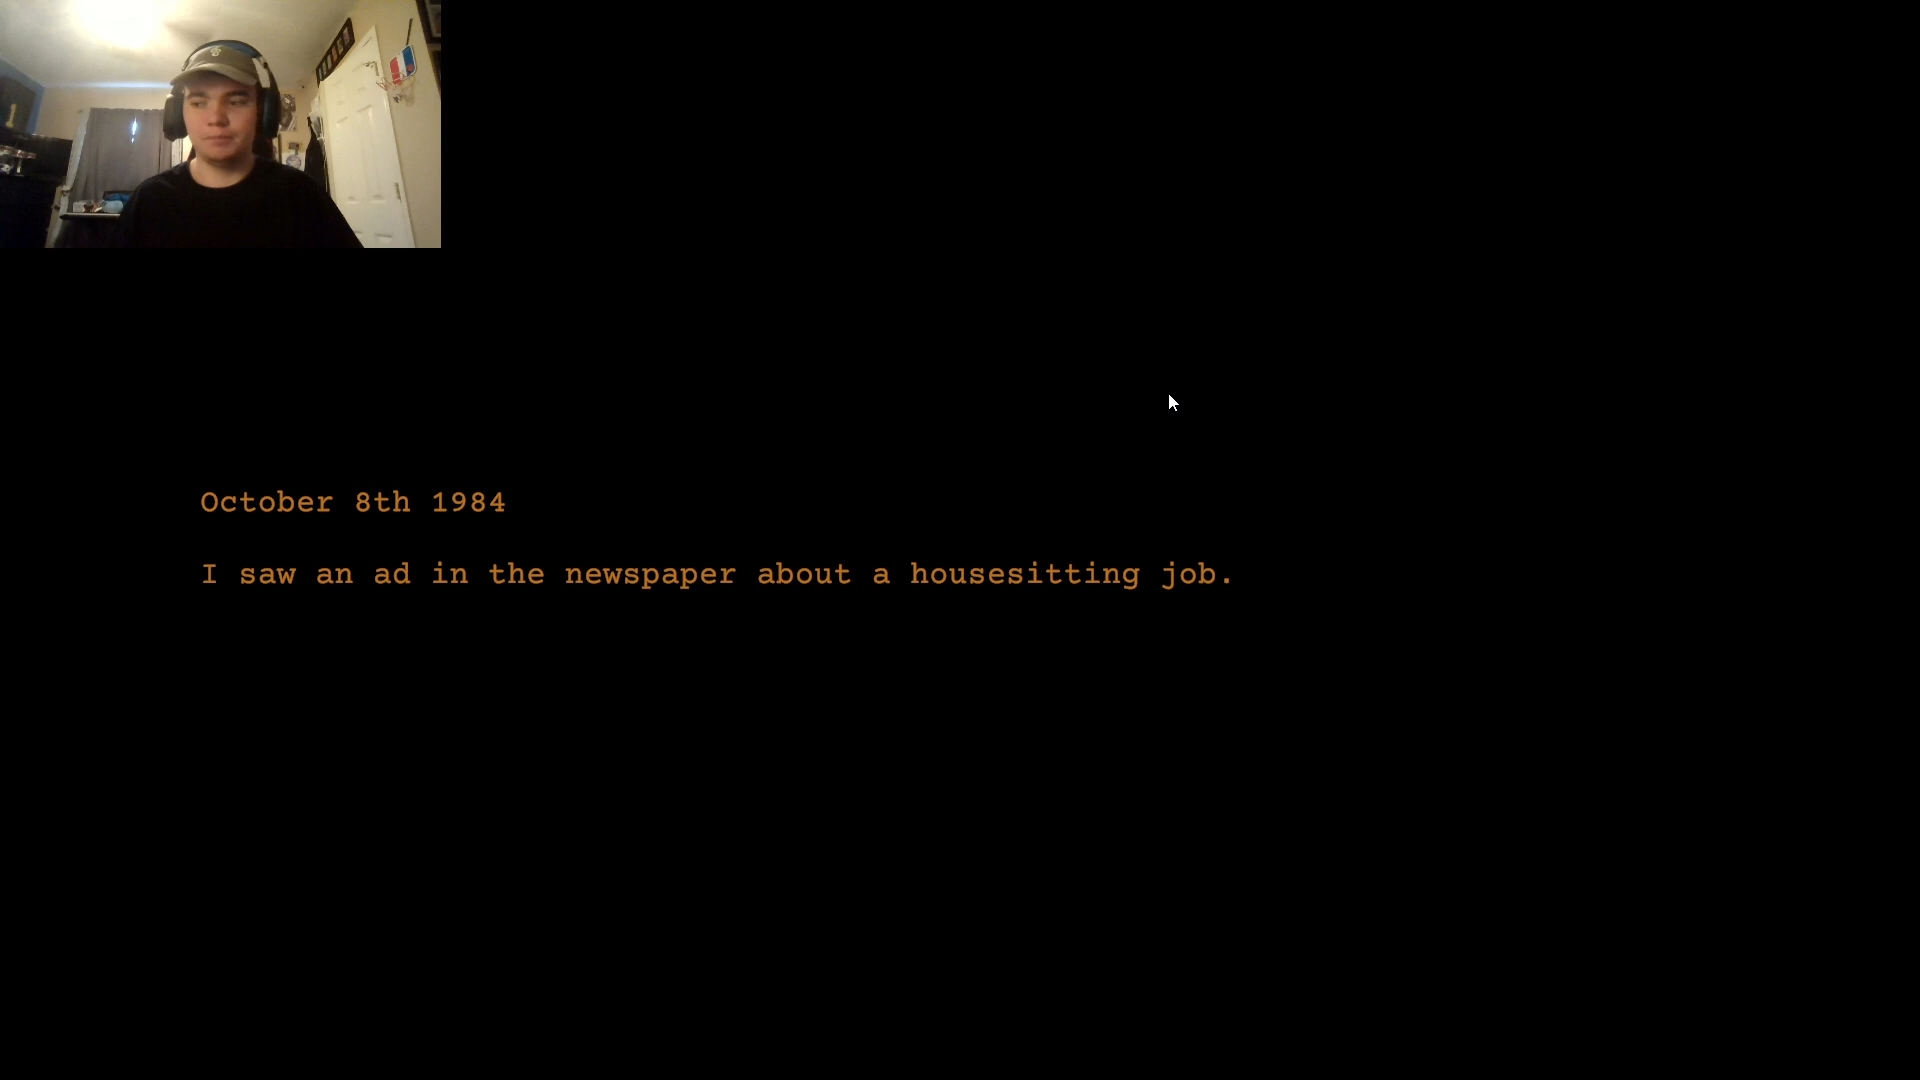 October 8th 1984
I saw an ad in the newspaper about a housesitting job.